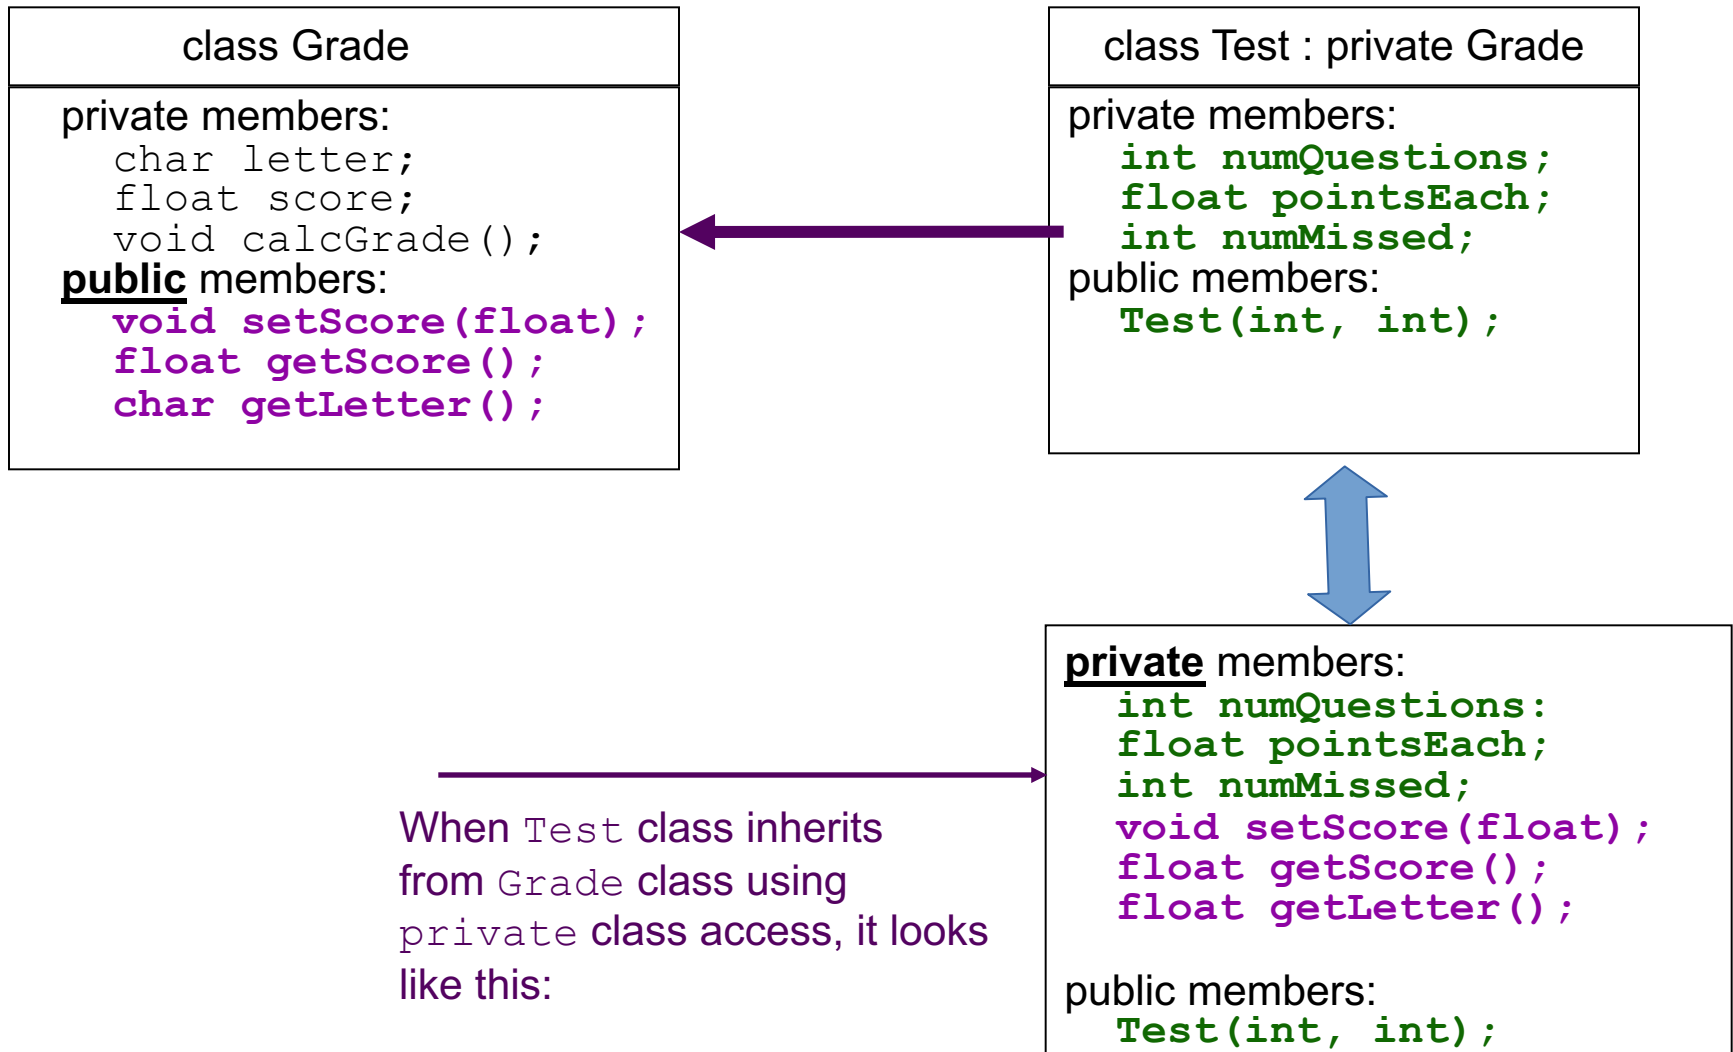 class Grade
private members:
char letter;
float score;
void calcGrade();
public members:
void setScore(float);
float getScore();
char getLetter();
class Test : private Grade
private members:
int numQuestions;
float pointsEach;
int numMissed;
public members:
Test(int, int);
When Test class inherits
from Grade class using
private class access, it looks
like this:
private members:
int numQuestions:
float pointsEach;
int numMissed;
void setScore(float);
float getScore();
float getLetter();
public members:
Test(int, int);